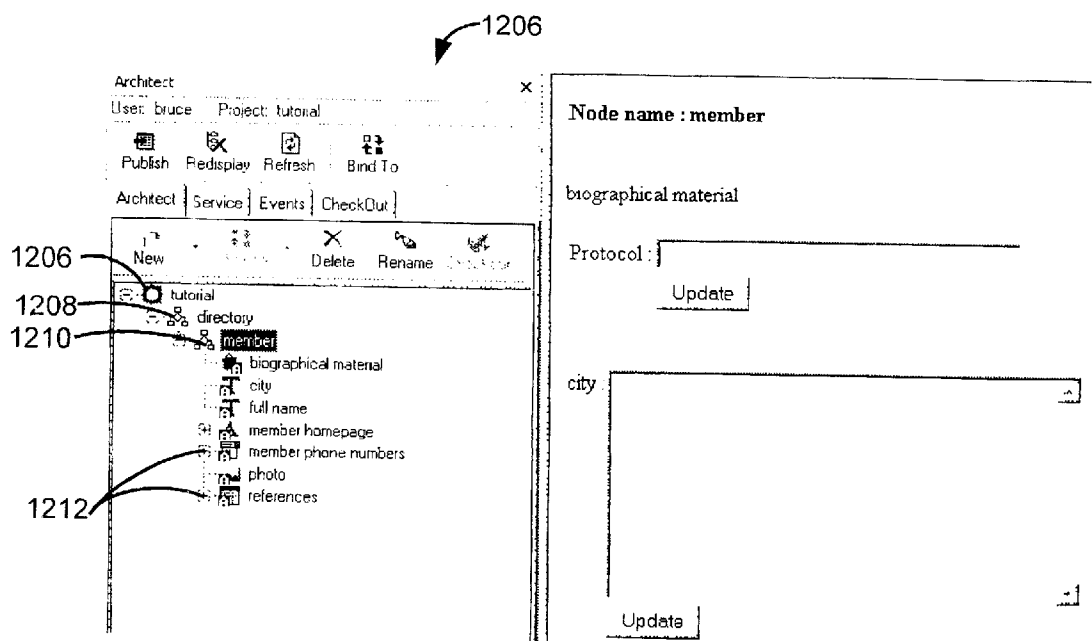 1206
Architect
×
User: bruce Project: tutorial
Publish Redisplay Refresh Bind To
Architect Service Events CheckOut
New Delete Rename
1206
tutorial
1208
directory
1210
member
biographical material
city
full name
member homepage
member phone numbers
photo
1212
references
Node name : member
biographical material
Protocol :
Update
city :
Update